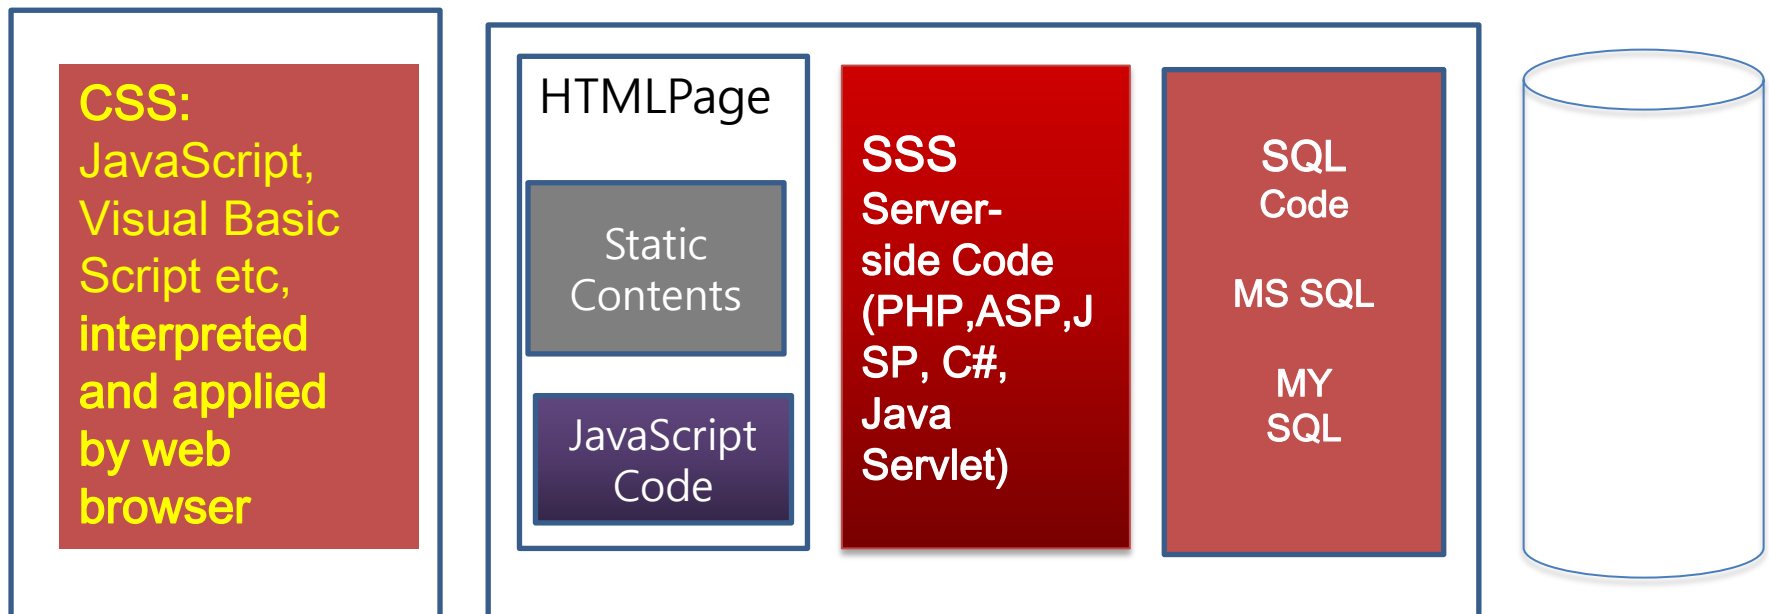 CSS:
JavaScript,
Visual Basic
Script etc,
interpreted
and applied
by web
browser
HTMLPage
Static
Contents
JavaScript
Code
SSS
Server-
side Code
(PHP,ASP,J
SP, C#,
Java
Servlet)
SQL
Code
MS SQL
MY
SQL